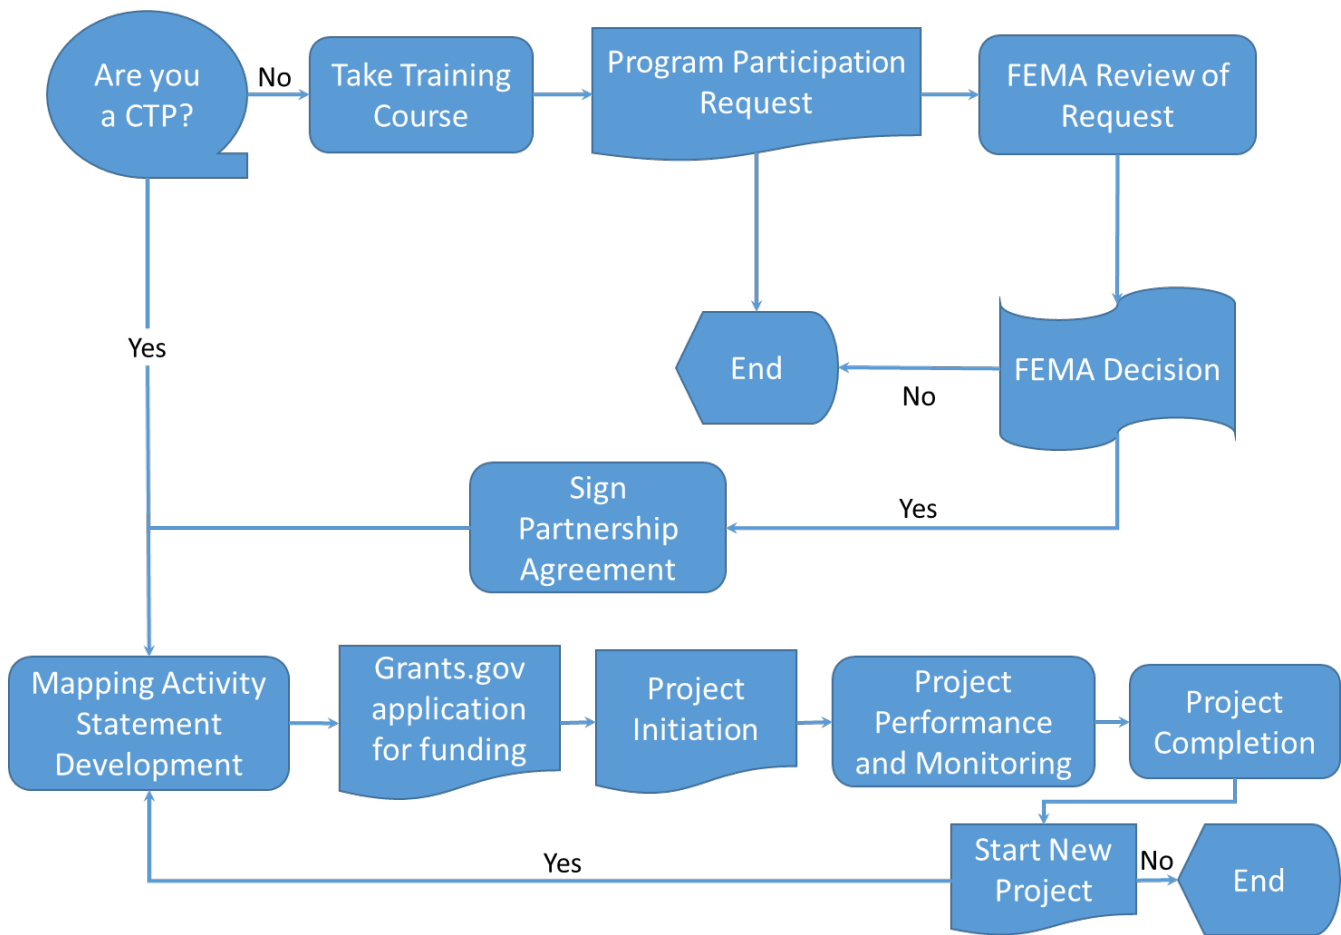 Are you
a CTP?
No
Take Training
Course
Program Participation
Request
FEMA Review of
Request
Yes
End
No
FEMA Decision
Sign
Partnership
Agreement
Yes
Mapping Activity
Statement
Development
Grants.gov
application
for funding
Project
Initiation
Project
Performance
and Monitoring
Project
Completion
Yes
Start New
Project
No
End